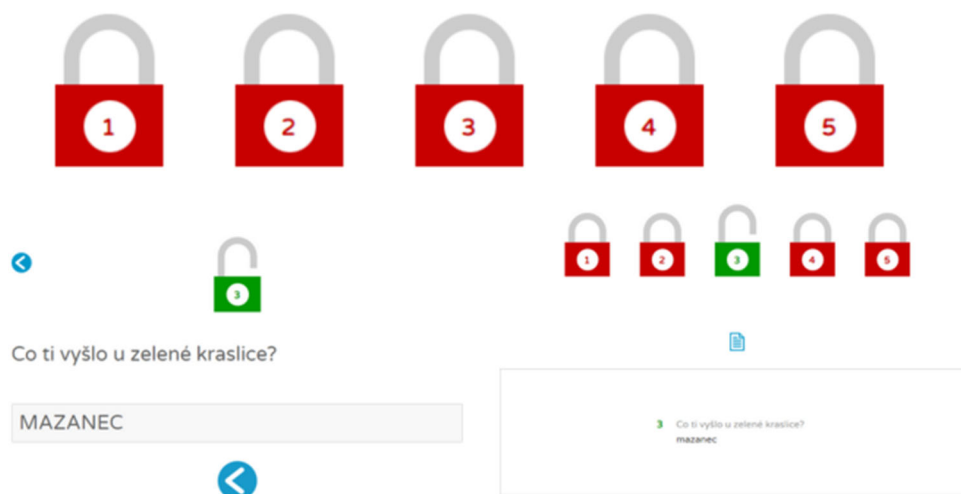 1 2 3 4 5
1 2 3 4 5
3
Co ti vyšlo u zelené kraslice?
MAZANEC
3 Co ti vyšlo u zelené kraslice?
mazanec